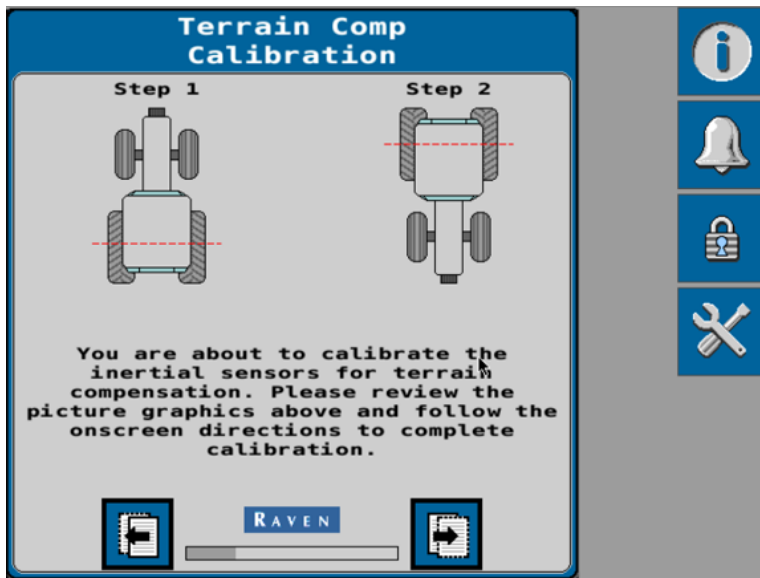 Terrain Comp
Calibration
Step 1
Step 2
You are about to calibrate the
inertial sensors for terrain
compensation. Please review the
picture graphics above and follow the
onscreen directions to complete
calibration.
RAVEN